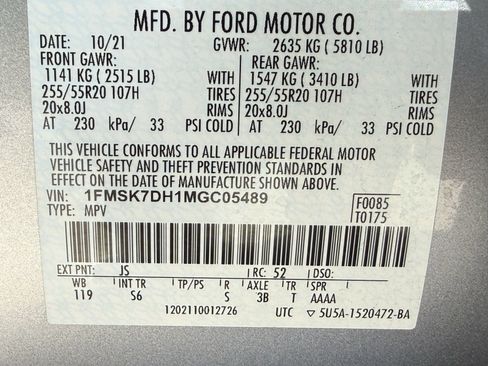 MFD. BY FORD MOTOR CO.
DATE: 10/21 GVWR: 2635 KG ( 5810 LB)
FRONT GAWR: REAR GAWR:
1141 KG ( 2515 LB) WITH 1547 KG ( 3410 LB) WITH
255/55R20 107H TIRES 255/55R20 107H TIRES
20x8.0J RIMS 20x8.0J RIMS
AT 230 kPa/ 33 PSI COLD AT 230 kPa/ 33 PSI COLD
THIS VEHICLE CONFORMS TO ALL APPLICABLE FEDERAL MOTOR
VEHICLE SAFETY AND THEFT PREVENTION STANDARDS IN
EFFECT ON THE DATE OF MANUFACTURE SHOWN ABOVE.
VIN: 1FMSK7DH1MGC05489 F0085
TYPE: MPV T0175
EXT PNT: JS RC: 52 DSO:
WB INT TR TP/PS R AXLE TR SPR
119 S6 S 3B T AAAA
1202110012726 UTC ▽ 5U5A-1520472-BA